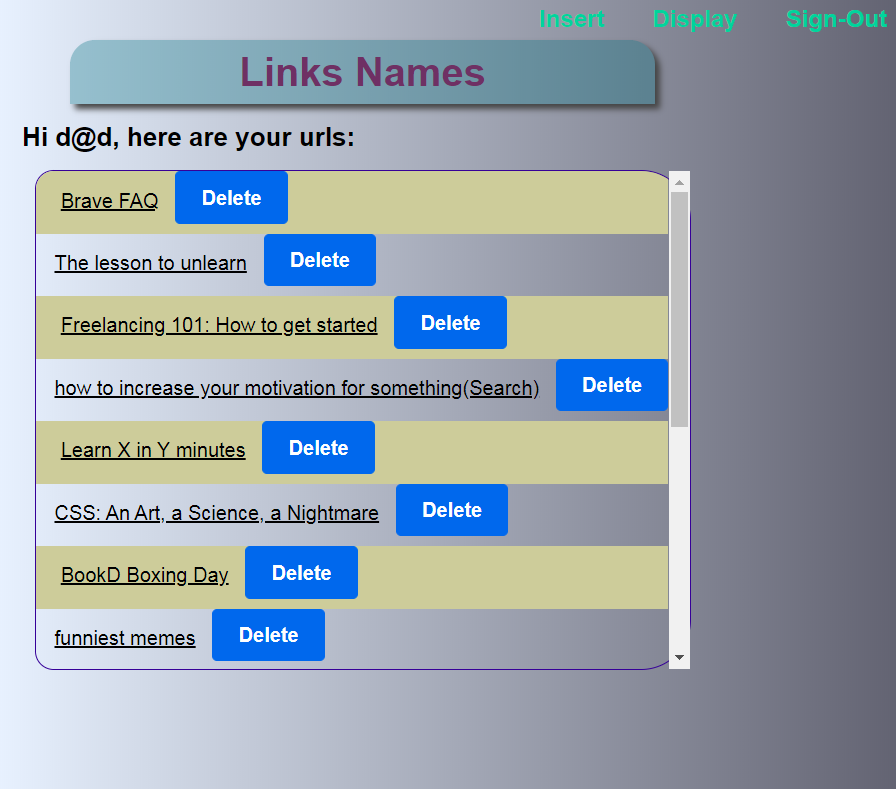 Insert Display Sign-Out
Links Names
Hi d@d, here are your urls:
Brave FAQ Delete
The lesson to unlearn Delete
Freelancing 101: How to get started Delete
how to increase your motivation for something(Search) Delete
Learn X in Y minutes Delete
CSS: An Art, a Science, a Nightmare Delete
BookD Boxing Day Delete
funniest memes Delete